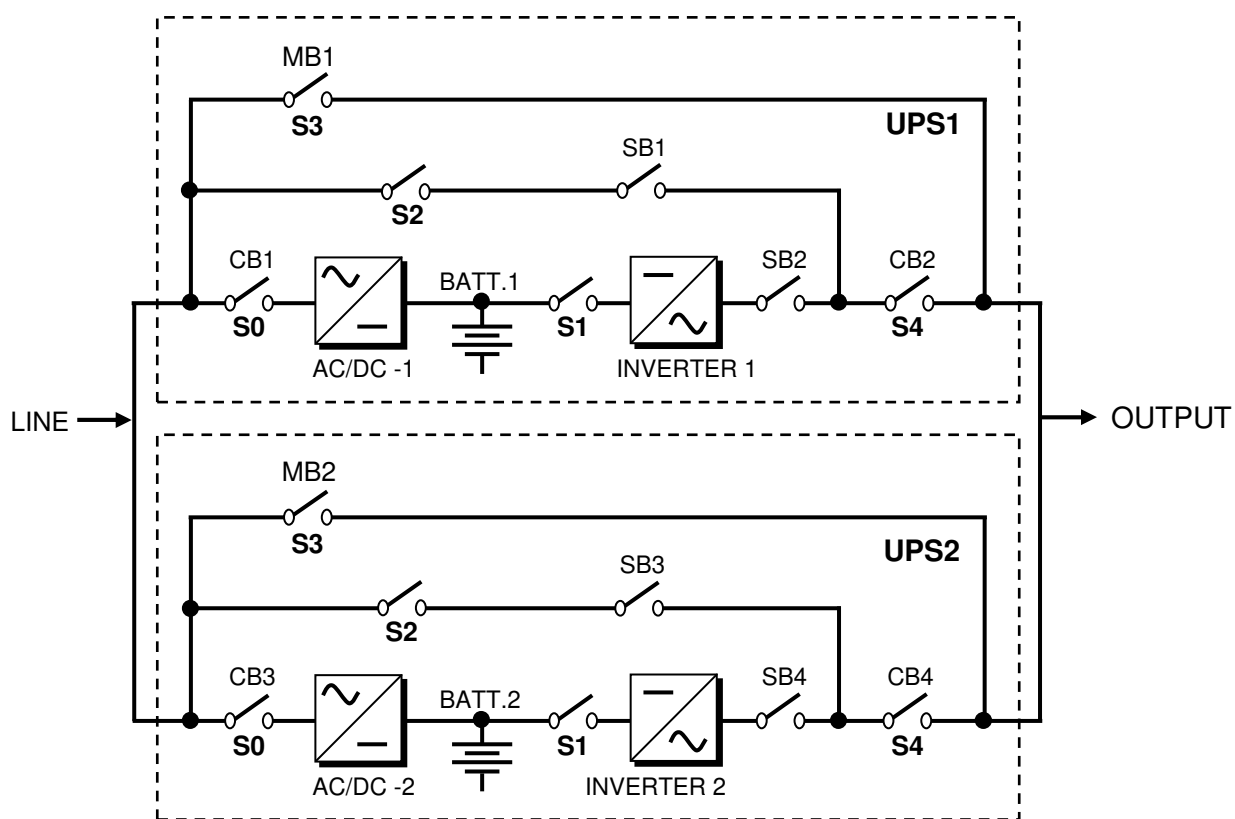 MB1
S3
UPS1
SB1
S2
CB1
BATT.1
SB2
CB2
S0
S1
S4
AC/DC -1
INVERTER 1
LINE
OUTPUT
MB2
S3
UPS2
SB3
S2
CB3
BATT.2
SB4
CB4
S0
S1
S4
AC/DC -2
INVERTER 2